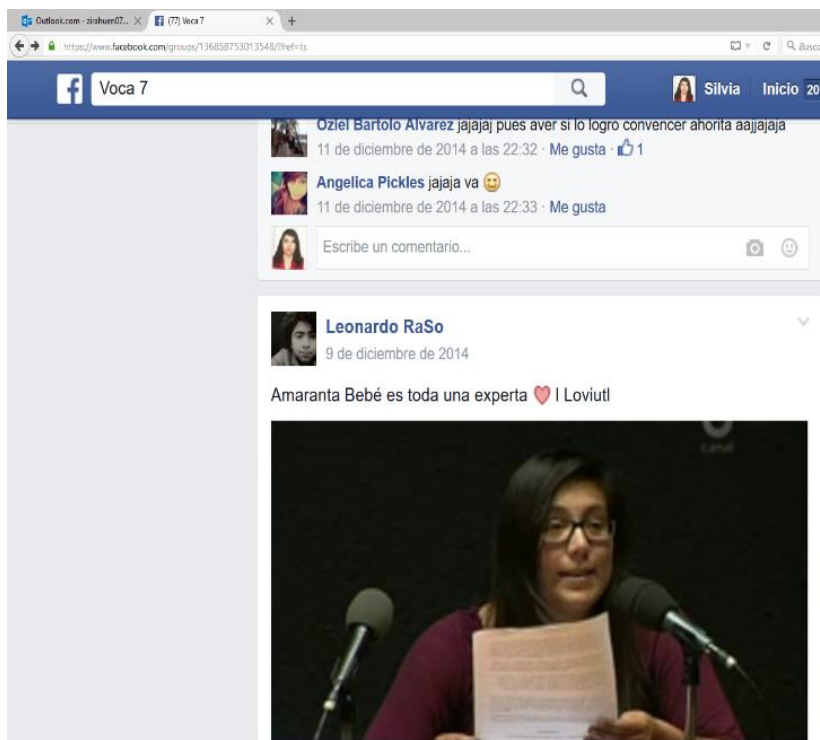 Outlook.com - zirahuen07...
(77) Voca 7
https://www.facebook.com/groups/136858753013548/?fref=ts
Busca
Voca 7
Silvia Inicio 20
Oziel Bartolo Alvarez jajajaj pues aver si lo logro convencer ahorita aajjajaja
11 de diciembre de 2014 a las 22:32 · Me gusta · 1
Angelica Pickles jajaja va
11 de diciembre de 2014 a las 22:33 · Me gusta
Escribe un comentario...
Leonardo RaSo
9 de diciembre de 2014
Amaranta Bebé es toda una experta ❤ I Loviutl
canal